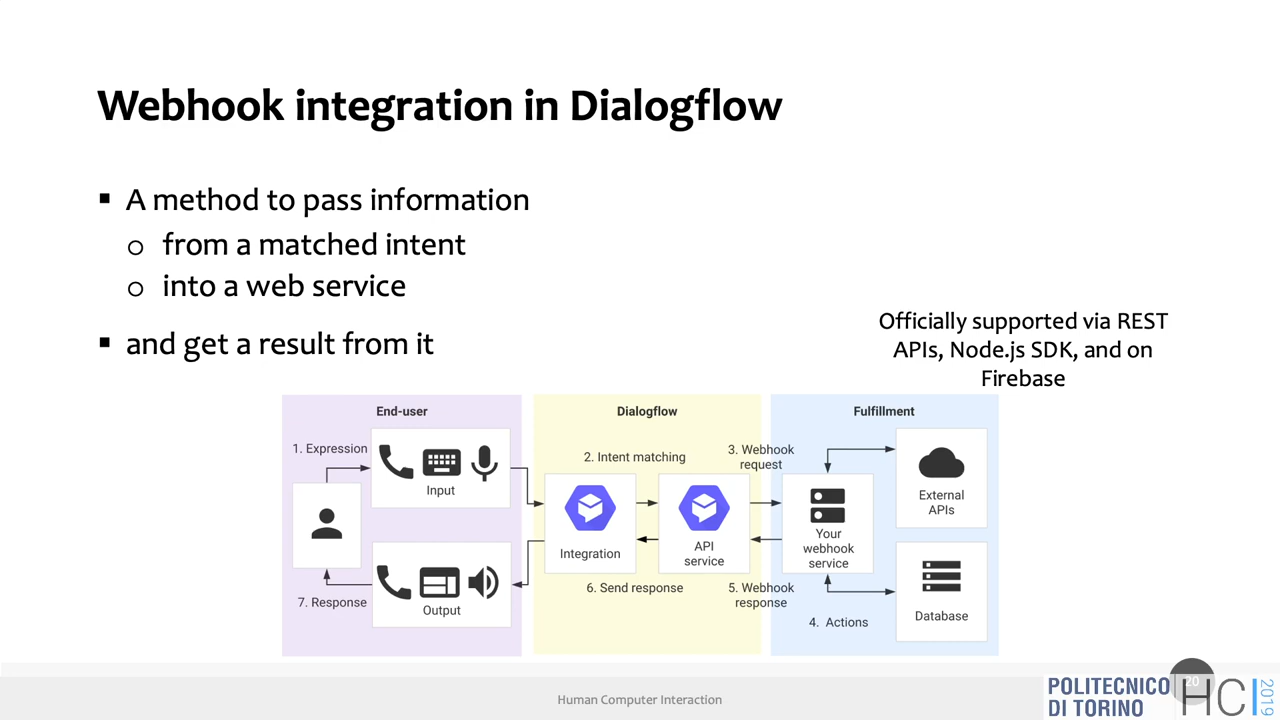 Webhook integration in Dialogflow
▪ A method to pass information
o from a matched intent
o into a web service
▪ and get a result from it
Officially supported via REST
APIs, Node.js SDK, and on
Firebase
End-user
Dialogflow
Fulfillment
1. Expression
Input
2. Intent matching
3. Webhook
request
External
APIs
Integration
API
service
Your
webhook
service
7. Response
Output
6. Send response
5. Webhook
response
4. Actions
Database
Human Computer Interaction
20
POLITECNICO
DI TORINO
HCI
2019